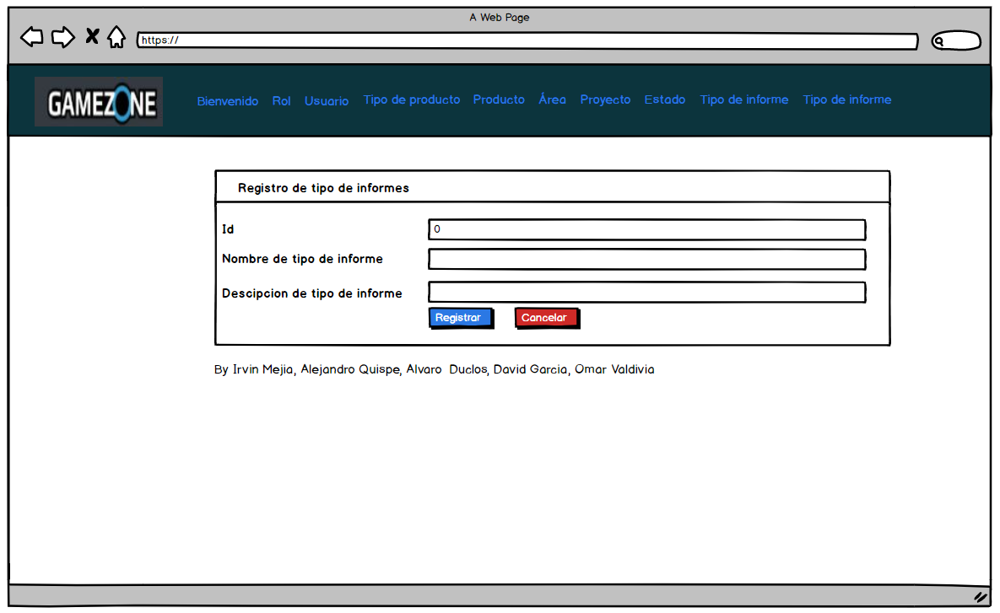 A Web Page
https://
GAMEZONE
Bienvenido Rol Usuario Tipo de producto Producto Área Proyecto Estado Tipo de informe Tipo de informe
Registro de tipo de informes
Id 0
Nombre de tipo de informe
Descipcion de tipo de informe
Registrar Cancelar
By Irvin Mejia, Alejandro Quispe, Alvaro Duclos, David Garcia, Omar Valdivia